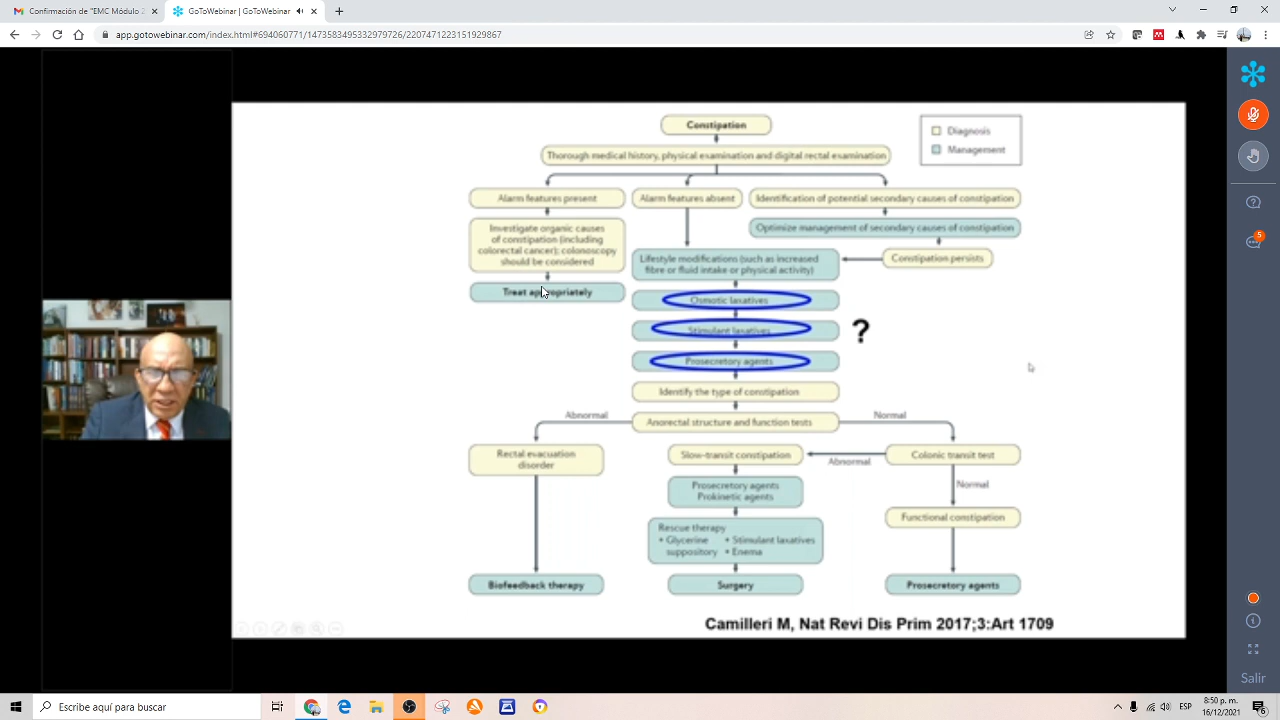 Confirmación de "EMC Módulo
GoToWebinar | GoToWebinar
app.gotowebinar.com/index.html#694060771/1473583495332979726/2207471223151929867
Constipation
Diagnosis
Management
Thorough medical history, physical examination and digital rectal examination
Alarm features present
Alarm features absent
Identification of potential secondary causes of constipation
Investigate organic causes
of constipation (including
colorectal cancer); colonoscopy
should be considered
Optimize management of secondary causes of constipation
Lifestyle modifications (such as increased
fibre or fluid intake or physical activity)
Constipation persists
Treat appropriately
Osmotic laxatives
Stimulant laxatives
?
Prosecretory agents
Identify the type of constipation
Abnormal
Anorectal structure and function tests
Normal
Rectal evacuation
disorder
Slow-transit constipation
Abnormal
Colonic transit test
Normal
Prosecretory agents
Prokinetic agents
Functional constipation
Rescue therapy
• Glycerine
suppository
• Stimulant laxatives
• Enema
Biofeedback therapy
Surgery
Prosecretory agents
Camilleri M, Nat Revi Dis Prim 2017;3:Art 1709
5
Salir
Escribe aquí para buscar
ESP
8:50 p. m.
16/12/2021